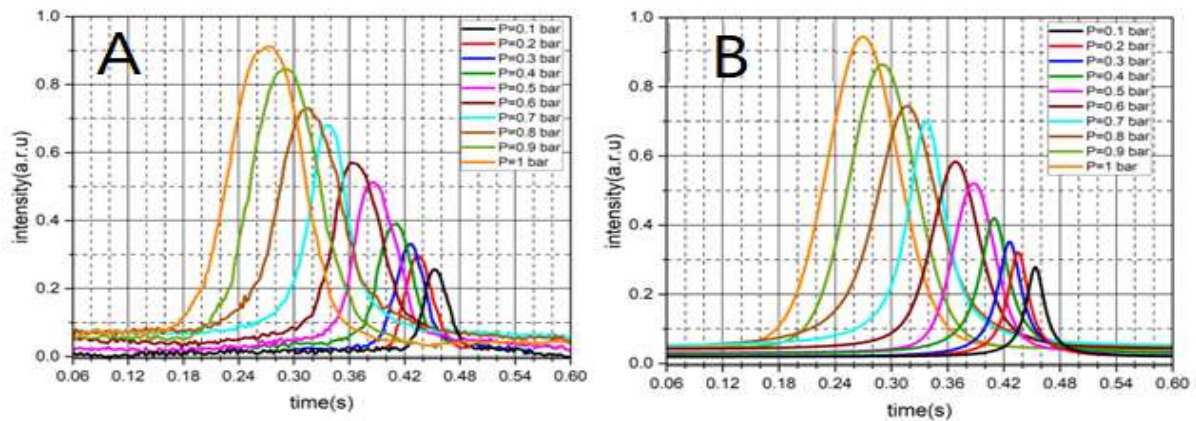 A
intensity(a.r.u)
1.0
0.8
0.6
0.4
0.2
0.0
0.06 0.12 0.18 0.24 0.30 0.36 0.42 0.48 0.54 0.60
time(s)
P=0.1 bar
P=0.2 bar
P=0.3 bar
P=0.4 bar
P=0.5 bar
P=0.6 bar
P=0.7 bar
P=0.8 bar
P=0.9 bar
P=1 bar
B
intensity(a.r.u)
1.0
0.8
0.6
0.4
0.2
0.0
0.06 0.12 0.18 0.24 0.30 0.36 0.42 0.48 0.54 0.60
time(s)
P=0.1 bar
P=0.2 bar
P=0.3 bar
P=0.4 bar
P=0.5 bar
P=0.6 bar
P=0.7 bar
P=0.8 bar
P=0.9 bar
P=1 bar